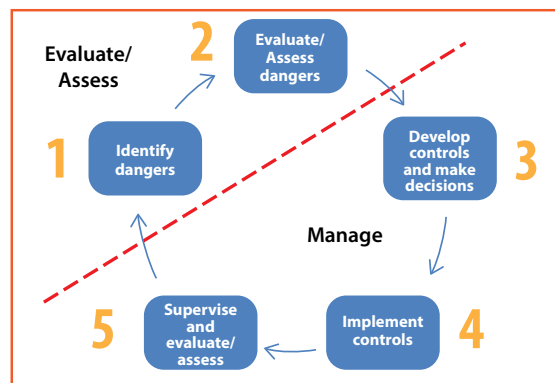 Evaluate/
Assess
2
Evaluate/
Assess
dangers
1
Identify
dangers
Develop
controls
and make
decisions
3
Manage
5
Supervise
and
evaluate/
assess
Implement
controls
4